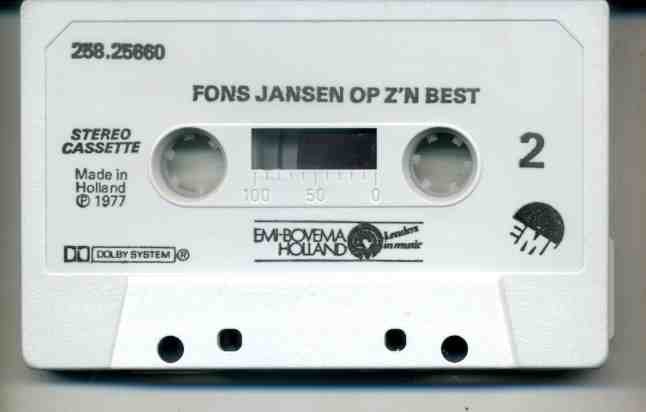 258.25660
FONS JANSEN OP Z'N BEST
STEREO
CASSETTE
2
Made in
Holland
℗ 1977
100 50 0
EMI-BOVEMA
HOLLAND
Leaders
in music
DOLBY SYSTEM ®